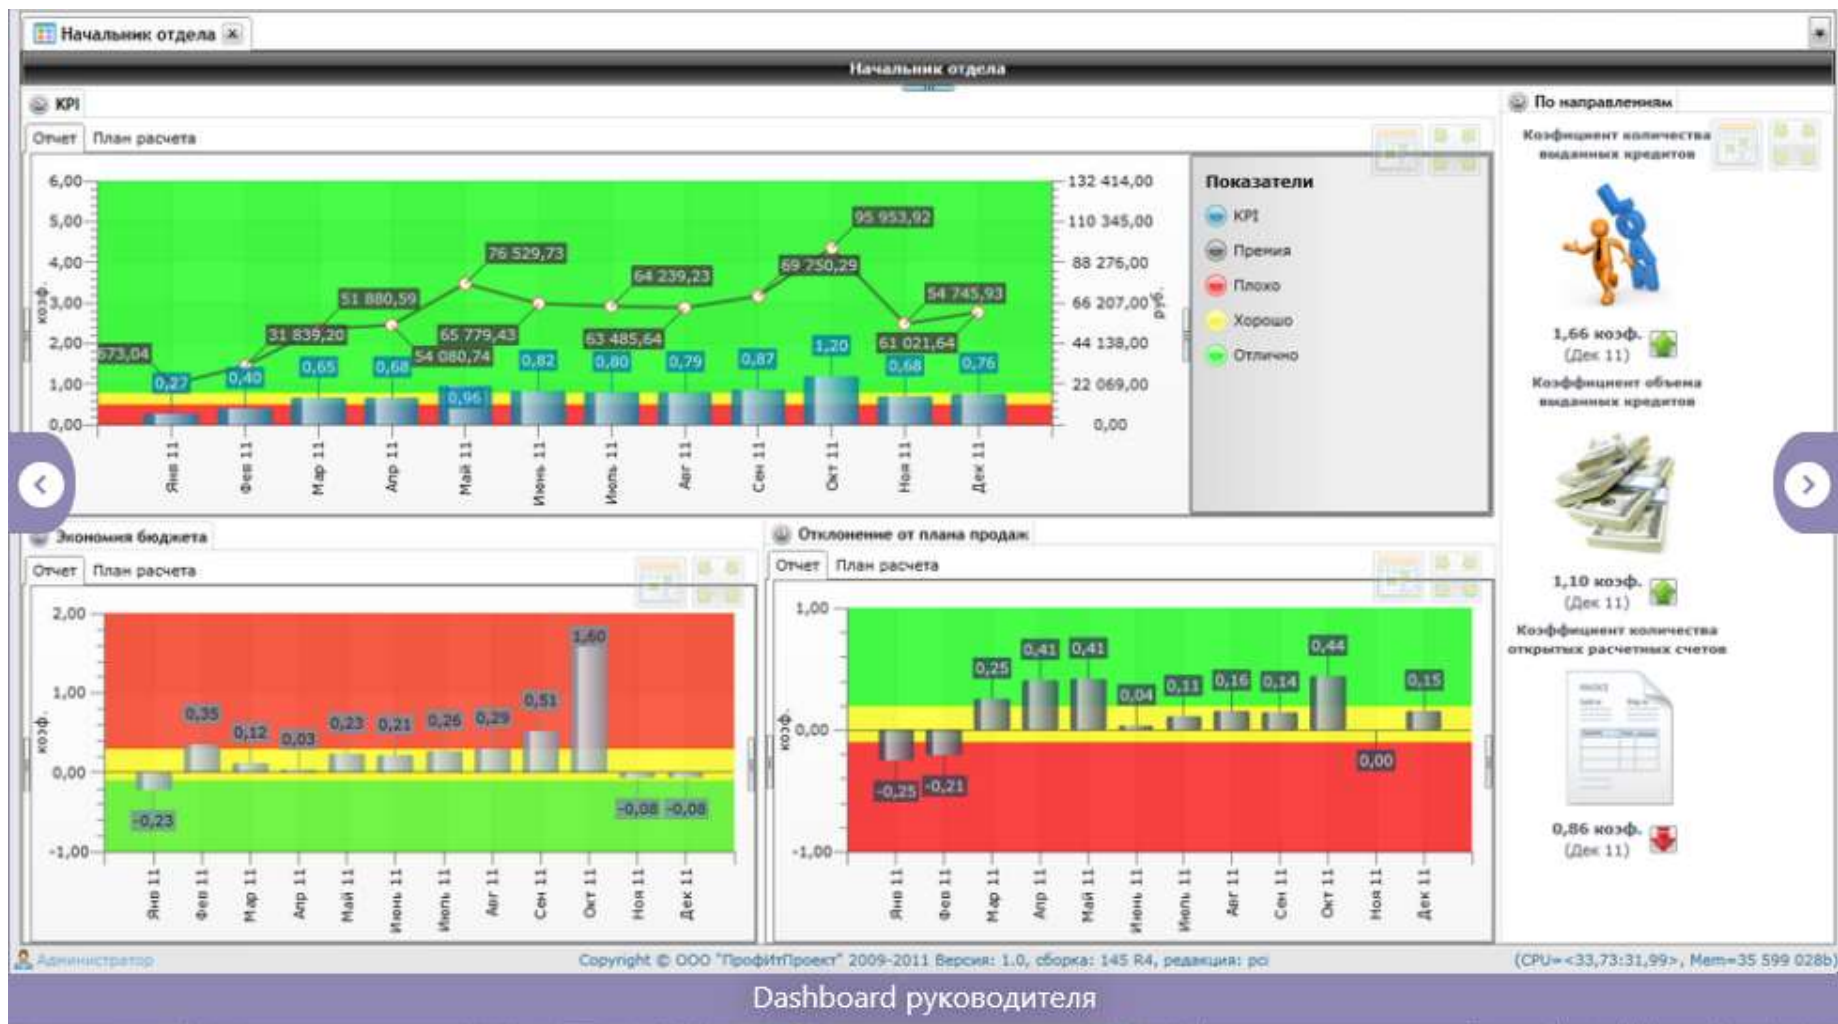 Начальник отдела
Начальник отдела
KPI
Отчет План расчета
6,00
5,00
4,00
3,00
2,00
1,00
0,00
коэф.
673,04
31 839,20
51 880,59
54 080,74
76 529,73
65 779,43
63 485,64
64 239,23
69 750,29
95 953,92
54 745,93
61 021,64
0,27
0,40
0,65
0,68
0,96
0,82
0,80
0,79
0,87
1,20
0,68
0,76
132 414,00
110 345,00
88 276,00
66 207,00
44 138,00
22 069,00
0,00
руб.
Янв 11
Фев 11
Мар 11
Апр 11
Май 11
Июнь 11
Июль 11
Авг 11
Сен 11
Окт 11
Ноя 11
Дек 11
Показатели
KPI
Премия
Плохо
Хорошо
Отлично
По направлениям
Коэфициент количества
выданных кредитов
LOAN
1,66 коэф.
(Дек 11)
Коэффициент объема
выданных кредитов
1,10 коэф.
(Дек 11)
Коэффициент количества
открытых расчетных счетов
INVOICE
0,86 коэф.
(Дек 11)
Экономия бюджета
Отчет План расчета
2,00
1,00
0,00
-1,00
коэф.
-0,23
0,35
0,12
0,03
0,23
0,21
0,26
0,29
0,51
1,60
-0,08
-0,08
Янв 11
Фев 11
Мар 11
Апр 11
Май 11
Июнь 11
Июль 11
Авг 11
Сен 11
Окт 11
Ноя 11
Дек 11
Отклонение от плана продаж
Отчет План расчета
1,00
0,00
-1,00
коэф.
-0,25
-0,21
0,25
0,41
0,41
0,04
0,11
0,16
0,14
0,44
0,00
0,15
Янв 11
Фев 11
Мар 11
Апр 11
Май 11
Июнь 11
Июль 11
Авг 11
Сен 11
Окт 11
Ноя 11
Дек 11
Администратор
Copyright © ООО "ПрофИтПроект" 2009-2011 Версия: 1.0, сборка: 145 R4, редакция: pci
(CPU=<33,73:31,99>, Mem=35 599 028b)
Dashboard руководителя